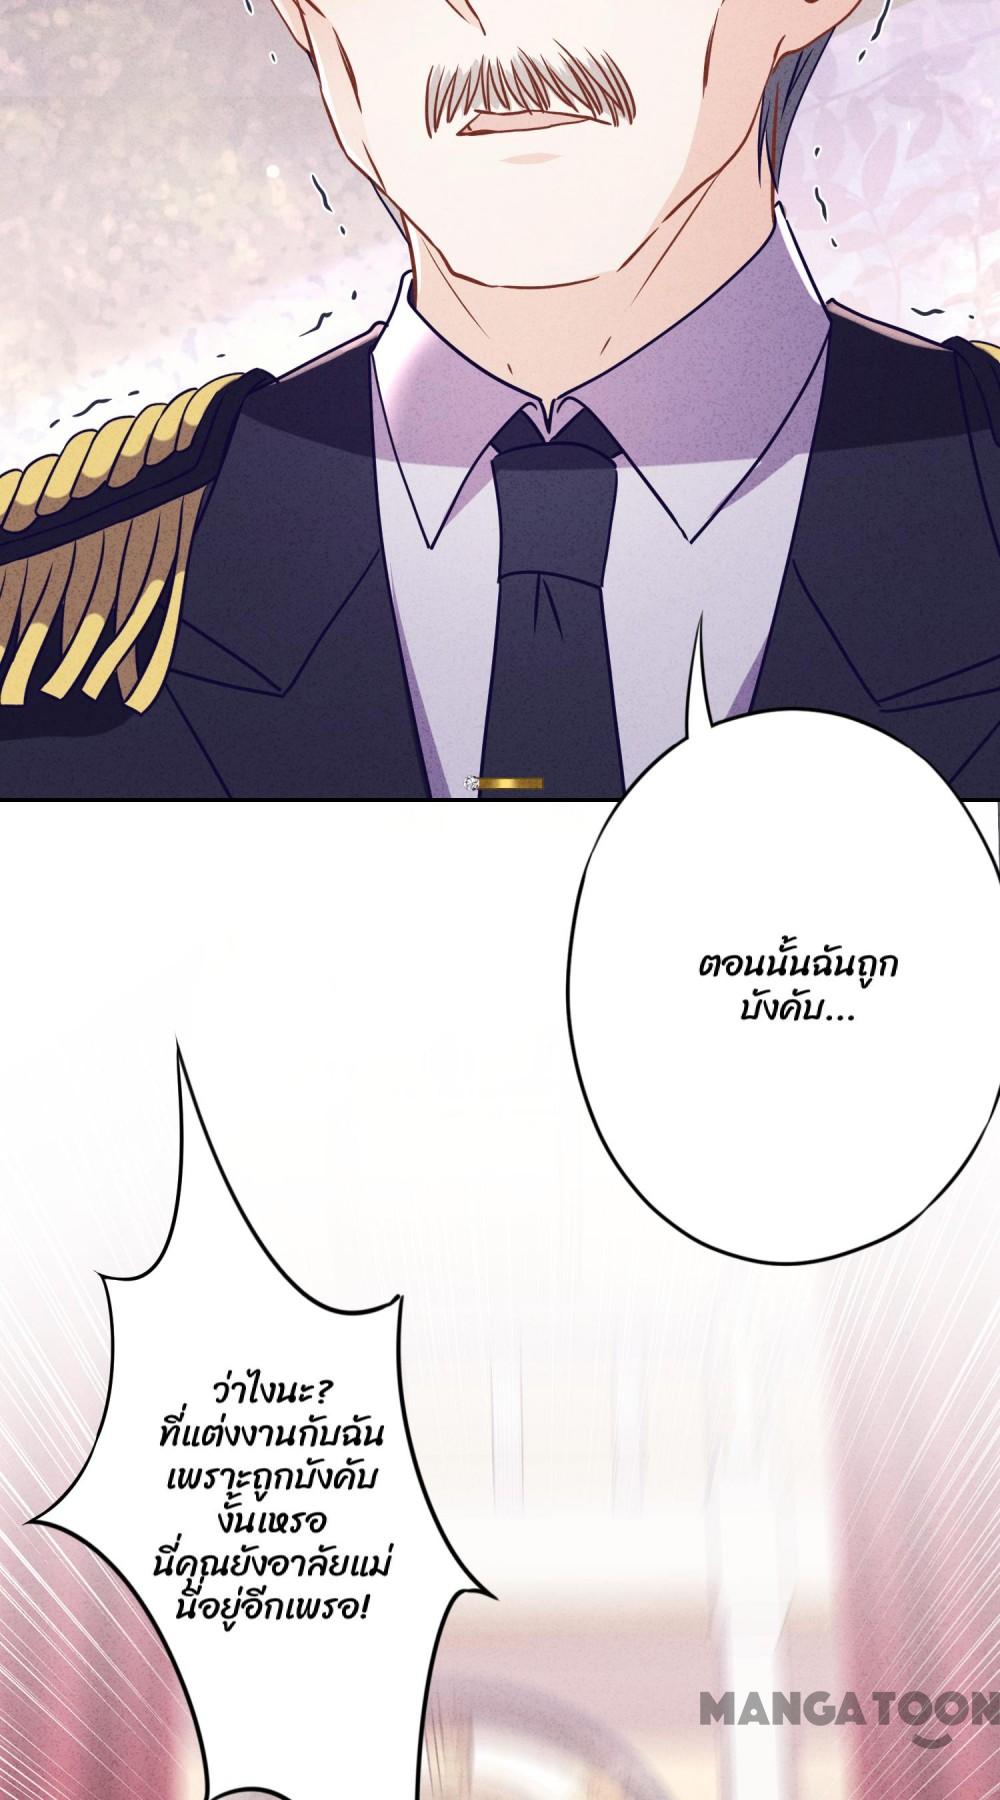 ตอนนั้นฉันถูก
บังคับ...
ว่าไงนะ?
ที่แต่งงานกับฉัน
เพราะถูกบังคับ
งั้นเหรอ
นี่คุณยังอาลัยแม่
นี่อยู่อีกเพรอ!
MANGATOON